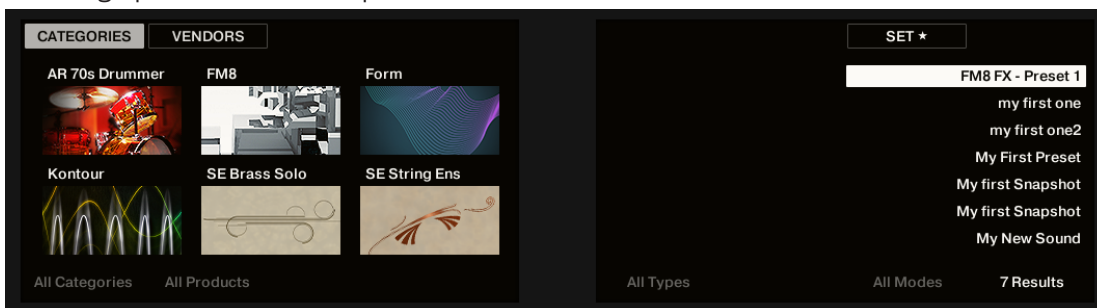 CATEGORIES VENDORS
AR 70s Drummer FM8 Form
Kontour SE Brass Solo SE String Ens
All Categories All Products
SET ★
FM8 FX - Preset 1
my first one
my first one2
My First Preset
My first Snapshot
My first Snapshot
My New Sound
All Types All Modes 7 Results